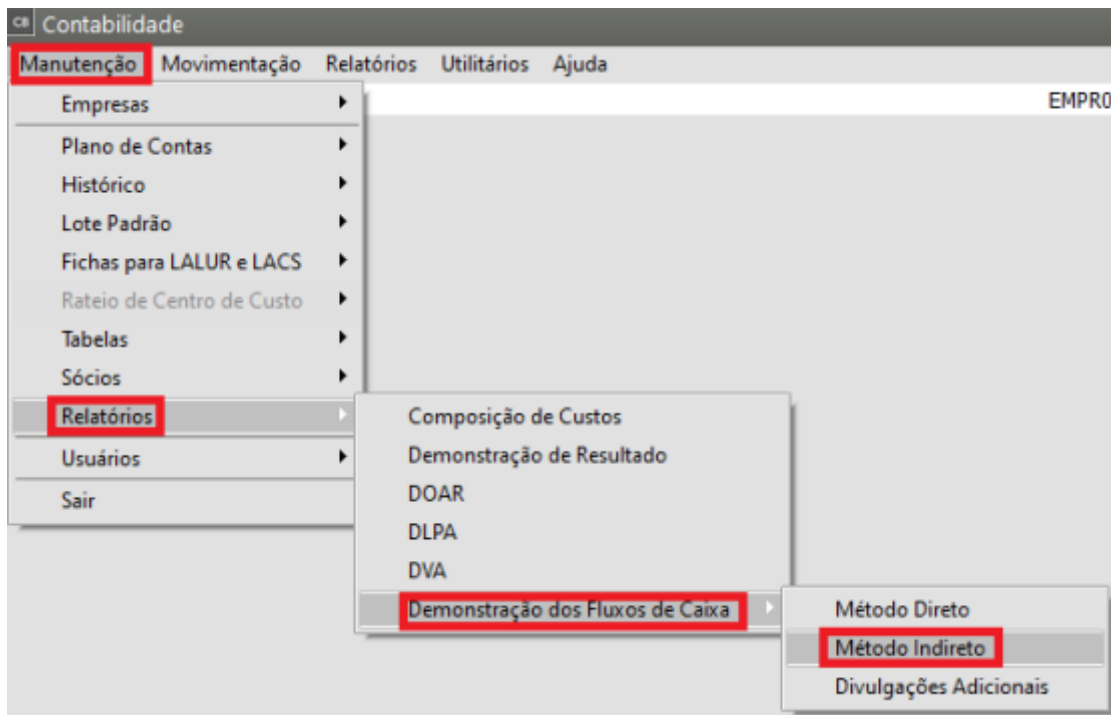 CB Contabilidade
Manutenção Movimentação Relatórios Utilitários Ajuda
Empresas
EMPRO
Plano de Contas
Histórico
Lote Padrão
Fichas para LALUR e LACS
Rateio de Centro de Custo
Tabelas
Sócios
Relatórios
Usuários
Sair
Composição de Custos
Demonstração de Resultado
DOAR
DLPA
DVA
Demonstração dos Fluxos de Caixa
Método Direto
Método Indireto
Divulgações Adicionais